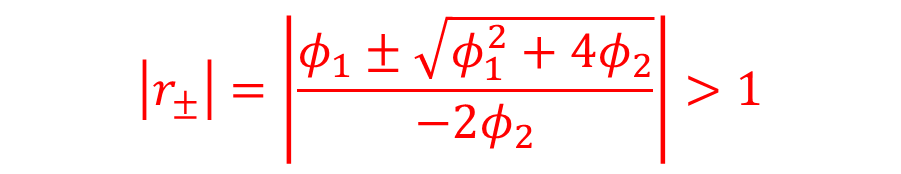 |r±| = |(ϕ₁ ± √(ϕ₁² + 4ϕ₂)) / (−2ϕ₂)| > 1